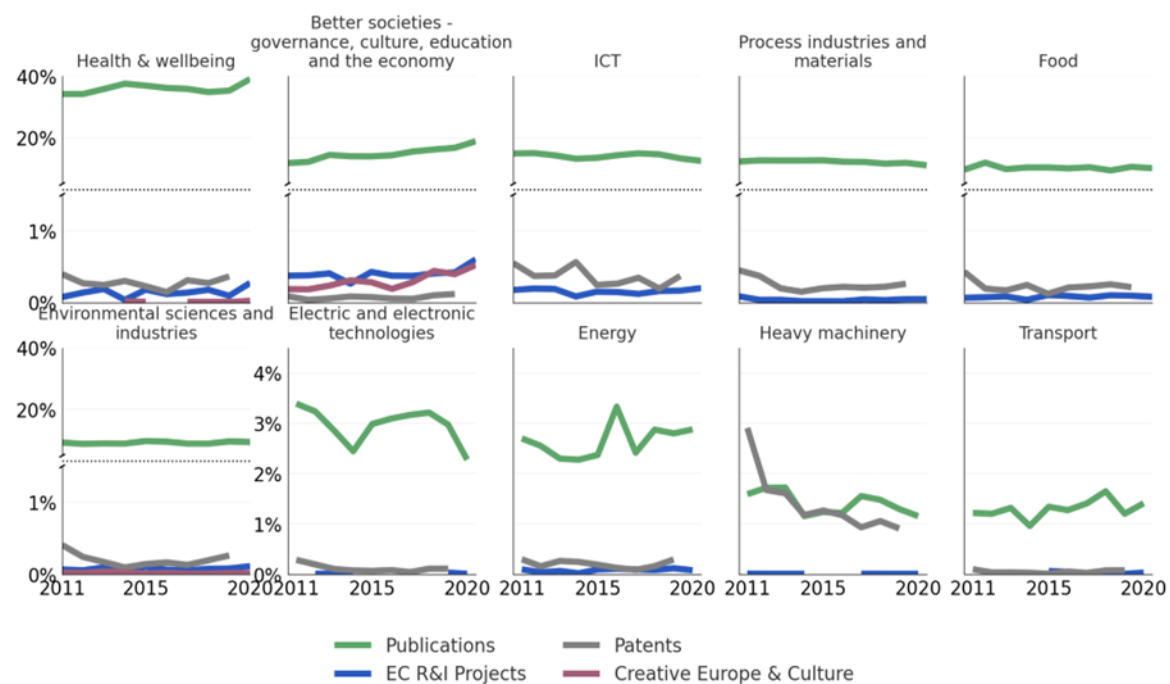 Better societies -
governance, culture, education
and the economy
Health & wellbeing
ICT
Process industries and
materials
Food
40%
20%
1%
0%
Environmental sciences and
industries
Electric and electronic
technologies
Energy
Heavy machinery
Transport
40%
20%
1%
0%
4%
3%
2%
1%
0%
2011 2015 2020
2011 2015 2020
2011 2015 2020
2011 2015 2020
2011 2015 2020
Publications
Patents
EC R&I Projects
Creative Europe & Culture